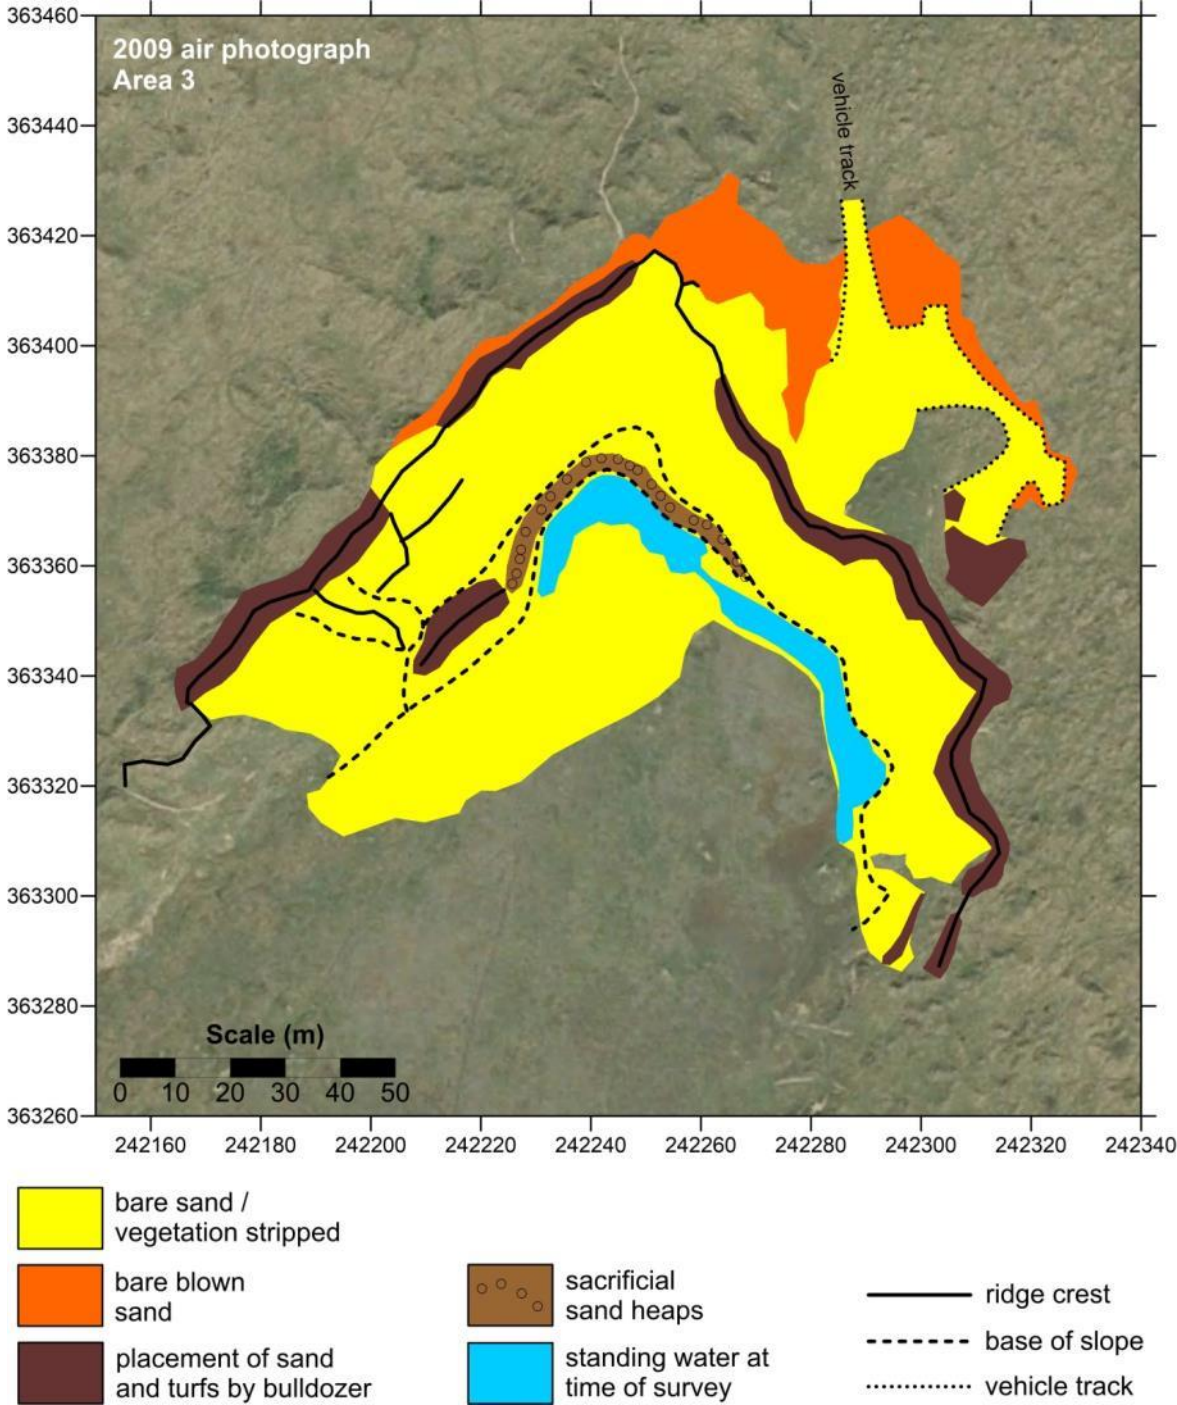 2009 air photograph
Area 3
vehicle track
363460
363440
363420
363400
363380
363360
363340
363320
363300
363280
363260
Scale (m)
0 10 20 30 40 50
242160 242180 242200 242220 242240 242260 242280 242300 242320 242340
bare sand /
vegetation stripped
bare blown
sand
placement of sand
and turfs by bulldozer
sacrificial
sand heaps
standing water at
time of survey
ridge crest
base of slope
vehicle track